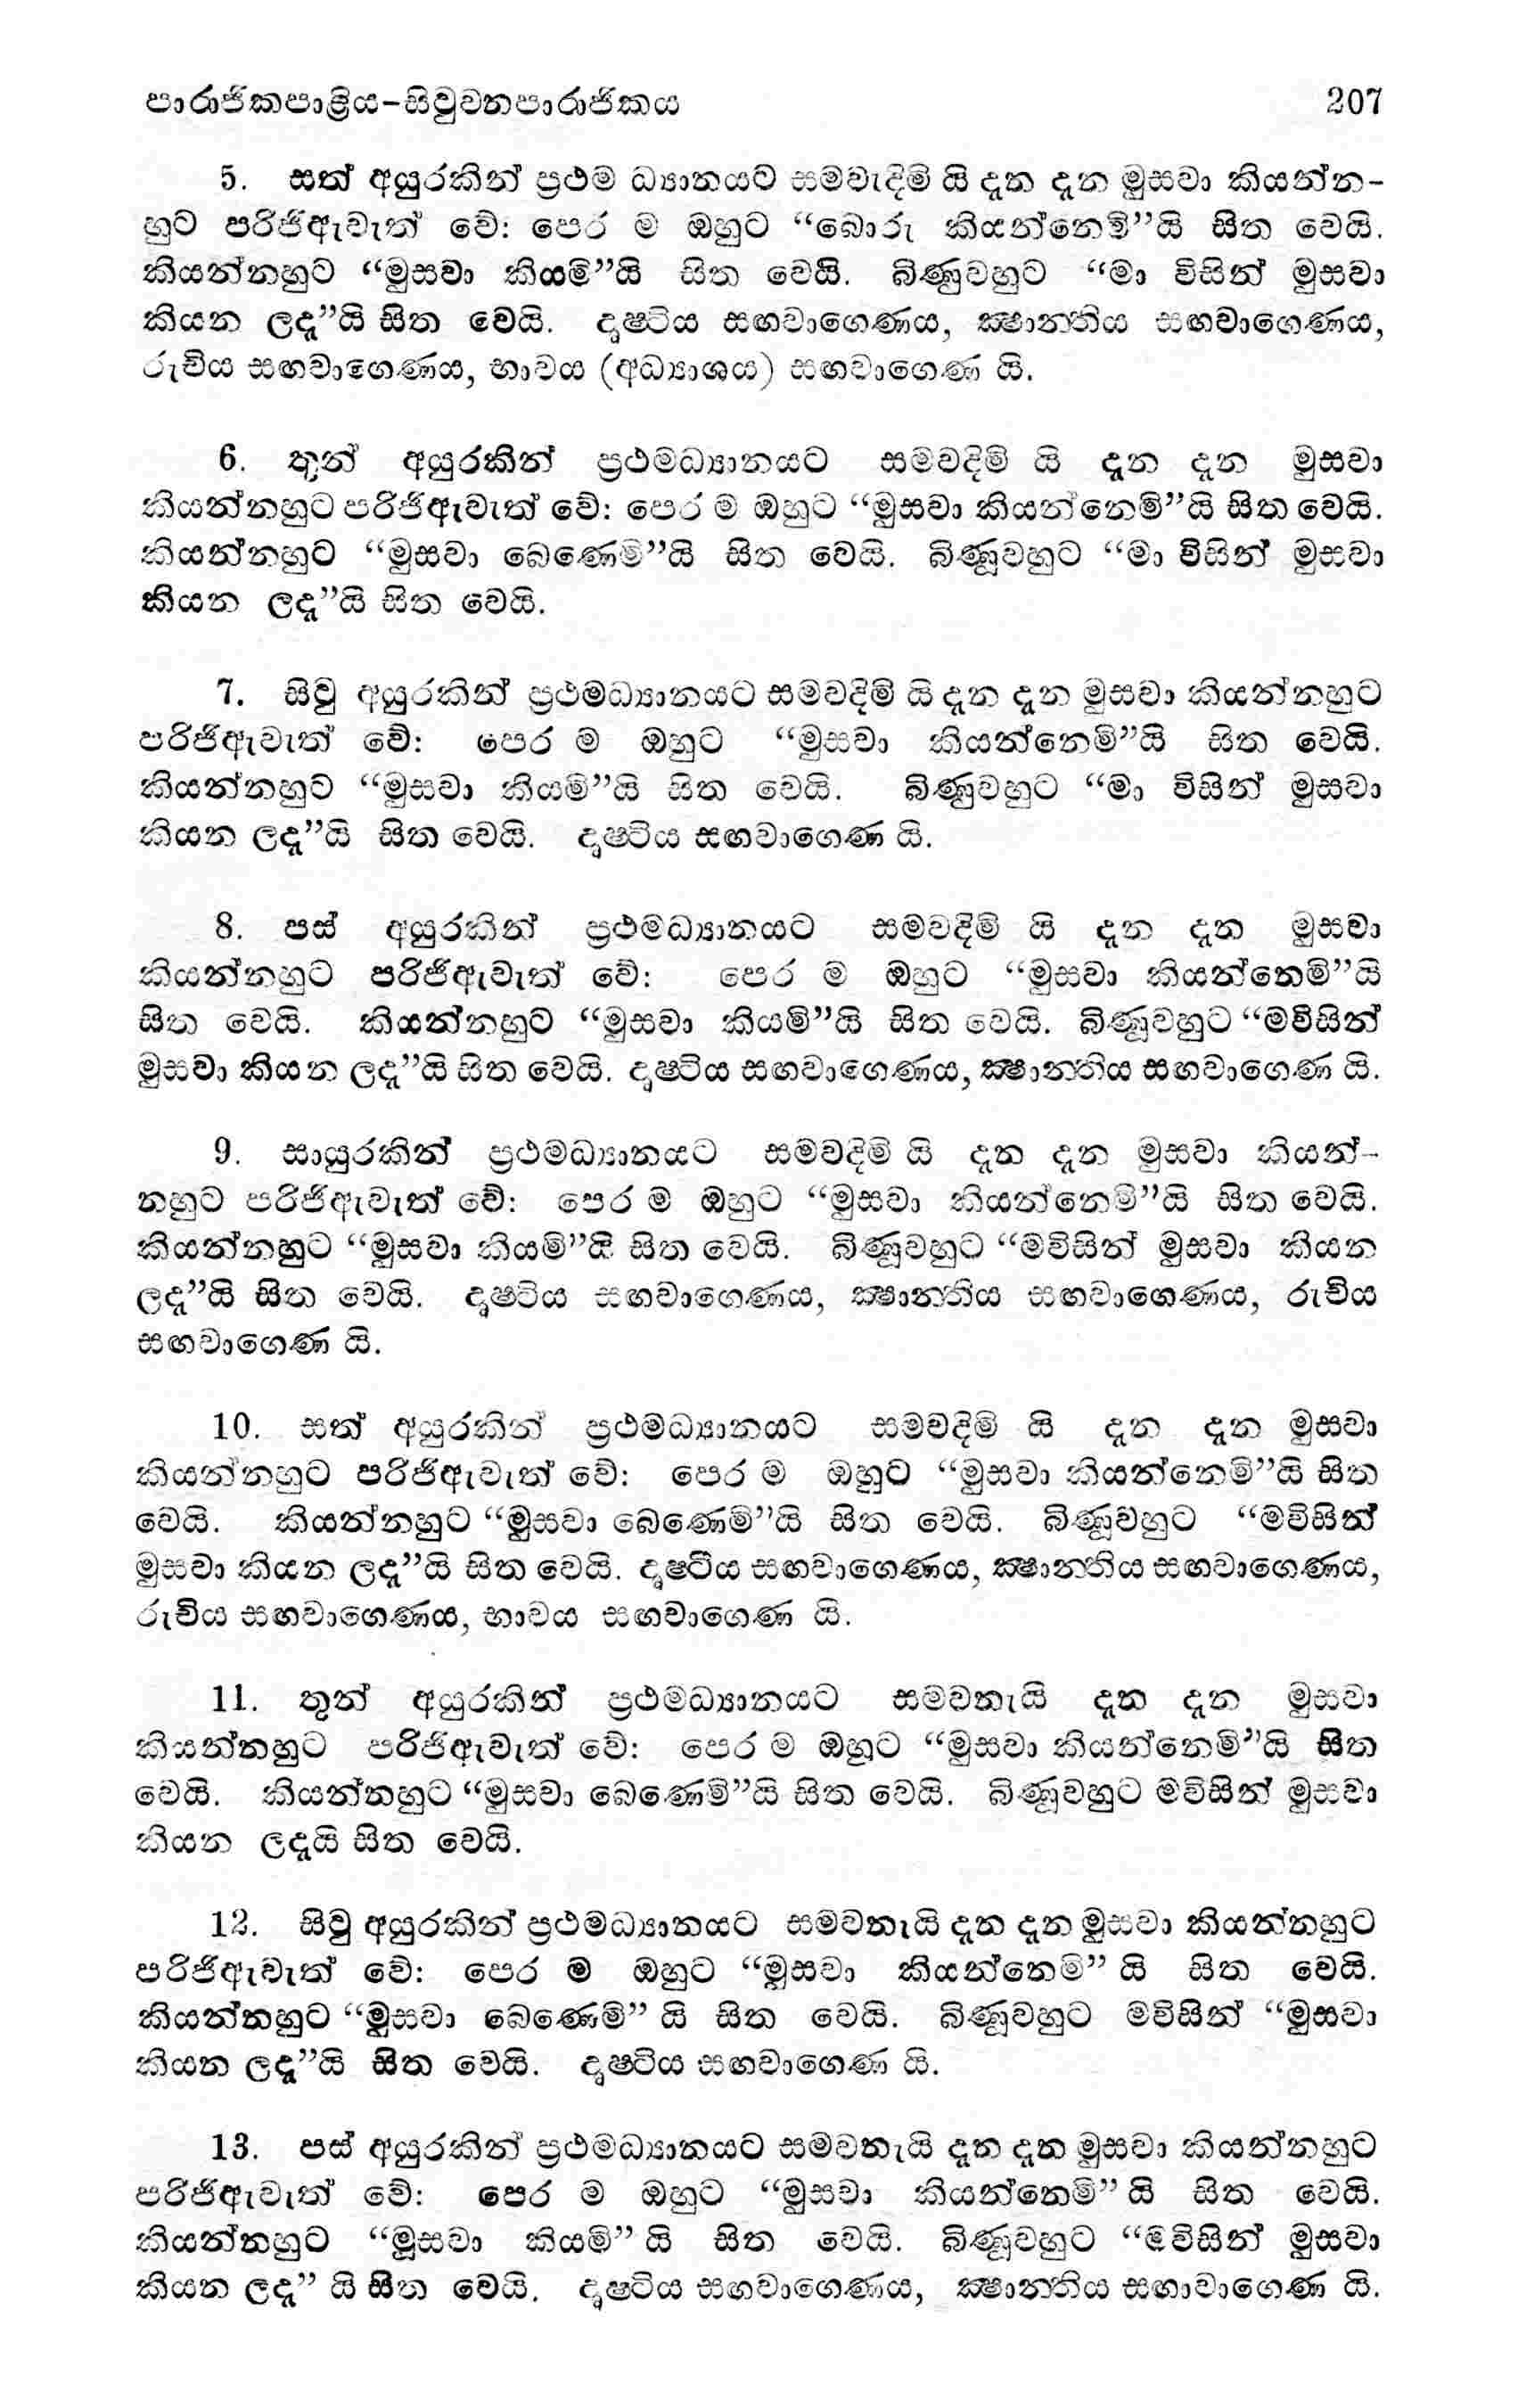 පාරාජිකපාළිය-සිවුවනපාරාජිකය 207
5. සත් අයුරකින් ප්‍රථම ධ්‍යානයට සමවැදිමි යි දැන දැන මුසවා කියන්න-
හුට පරිජිඇවැත් වේ: පෙර ම ඔහුට “බොරු කියන්නෙමි”යි සිත වෙයි.
කියන්නහුට “මුසවා කියමි”යි සිත වෙයි. බිණුවහුට “මා විසින් මුසවා
කියන ලදැ”යි සිත වෙයි. දෘෂ්ටිය සඟවාගෙණය, ක්‍ෂාන්තිය සඟවාගෙණය,
රුචිය සඟවාගෙණය, භාවය (අධ්‍යාශය) සඟවාගෙණ යි.
6. තුන් අයුරකින් ප්‍රථමධ්‍යානයට සමවදිමි යි දැන දැන මුසවා
කියන්නහුට පරිජිඇවැත් වේ: පෙර ම ඔහුට “මුසවා කියන්නෙමි”යි සිත වෙයි.
කියන්නහුට “මුසවා බෙණෙමි”යි සිත වෙයි. බිණූවහුට “මා විසින් මුසවා
කියන ලදැ”යි සිත වෙයි.
7. සිවු අයුරකින් ප්‍රථමධ්‍යානයට සමවදිමි යි දැන දැන මුසවා කියන්නහුට
පරිජිඇවැත් වේ: පෙර ම ඔහුට “මුසවා කියන්නෙමි”යි සිත වෙයි.
කියන්නහුට “මුසවා කියමි”යි සිත වෙයි. බිණුවහුට “මා විසින් මුසවා
කියන ලදැ”යි සිත වෙයි. දෘෂ්ටිය සඟවාගෙණ යි.
8. පස් අයුරකින් ප්‍රථමධ්‍යානයට සමවදිමි යි දැන දැන මුසවා
කියන්නහුට පරිජිඇවැත් වේ: පෙර ම ඔහුට “මුසවා කියන්නෙමි”යි
සිත වෙයි. කියන්නහුට “මුසවා කියමි”යි සිත වෙයි. බිණූවහුට “මවිසින්
මුසවා කියන ලදැ”යි සිත වෙයි. දෘෂ්ටිය සඟවාගෙණය, ක්‍ෂාන්තිය සඟවාගෙණ යි.
9. සායුරකින් ප්‍රථමධ්‍යානයට සමවදිමි යි දැන දැන මුසවා කියන්-
නහුට පරිජිඇවැත් වේ: පෙර ම ඔහුට “මුසවා කියන්නෙමි”යි සිත වෙයි.
කියන්නහුට “මුසවා කියමි”යි සිත වෙයි. බිණූවහුට “මවිසින් මුසවා කියන
ලදැ”යි සිත වෙයි. දෘෂ්ටිය සඟවාගෙණය, ක්‍ෂාන්තිය සඟවාගෙණය, රුචිය
සඟවාගෙණ යි.
10. සත් අයුරකින් ප්‍රථමධ්‍යානයට සමවදිමි යි දැන දැන මුසවා
කියන්නහුට පරිජිඇවැත් වේ: පෙර ම ඔහුට “මුසවා කියන්නෙමි”යි සිත
වෙයි. කියන්නහුට “මුසවා බෙණෙමි”යි සිත වෙයි. බිණූවහුට “මවිසින්
මුසවා කියන ලදැ”යි සිත වෙයි. දෘෂ්ටිය සඟවාගෙණය, ක්‍ෂාන්තිය සඟවාගෙණය,
රුචිය සඟවාගෙණය, භාවය සඟවාගෙණ යි.
11. තුන් අයුරකින් ප්‍රථමධ්‍යානයට සමවනැයි දැන දැන මුසවා
කියන්නහුට පරිජිඇවැත් වේ: පෙර ම ඔහුට “මුසවා කියන්නෙමි”යි සිත
වෙයි. කියන්නහුට “මුසවා බෙණෙමි”යි සිත වෙයි. බිණූවහුට මවිසින් මුසවා
කියන ලදැයි සිත වෙයි.
12. සිවු අයුරකින් ප්‍රථමධ්‍යානයට සමවනැයි දැන දැන මුසවා කියන්නහුට
පරිජිඇවැත් වේ: පෙර ම ඔහුට “මුසවා කියන්නෙමි” යි සිත වෙයි.
කියන්නහුට “මුසවා බෙණෙමි” යි සිත වෙයි. බිණූවහුට මවිසින් “මුසවා
කියන ලදැ”යි සිත වෙයි. දෘෂ්ටිය සඟවාගෙණ යි.
13. පස් අයුරකින් ප්‍රථමධ්‍යානයට සමවනැයි දැන දැන මුසවා කියන්නහුට
පරිජිඇවැත් වේ: පෙර ම ඔහුට “මුසවා කියන්නෙමි” යි සිත වෙයි.
කියන්නහුට “මුසවා කියමි” යි සිත වෙයි. බිණූවහුට “මවිසින් මුසවා
කියන ලදැ” යි සිත වෙයි. දෘෂ්ටිය සඟවාගෙණය, ක්‍ෂාන්තිය සඟාවාගෙණ යි.